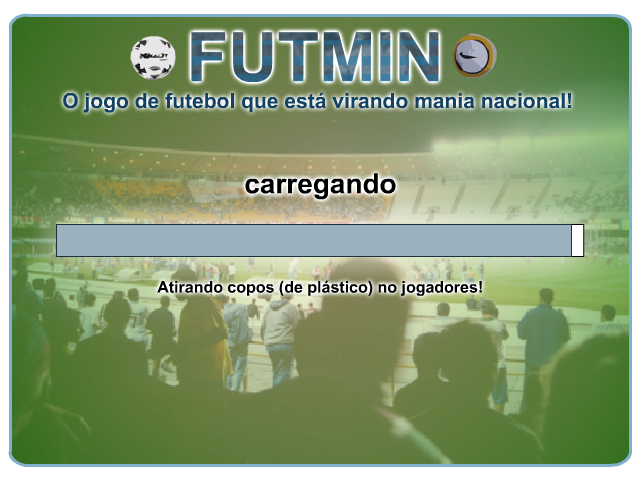 FUTMIN
O jogo de futebol que está virando mania nacional!
carregando
Atirando copos (de plástico) no jogadores!